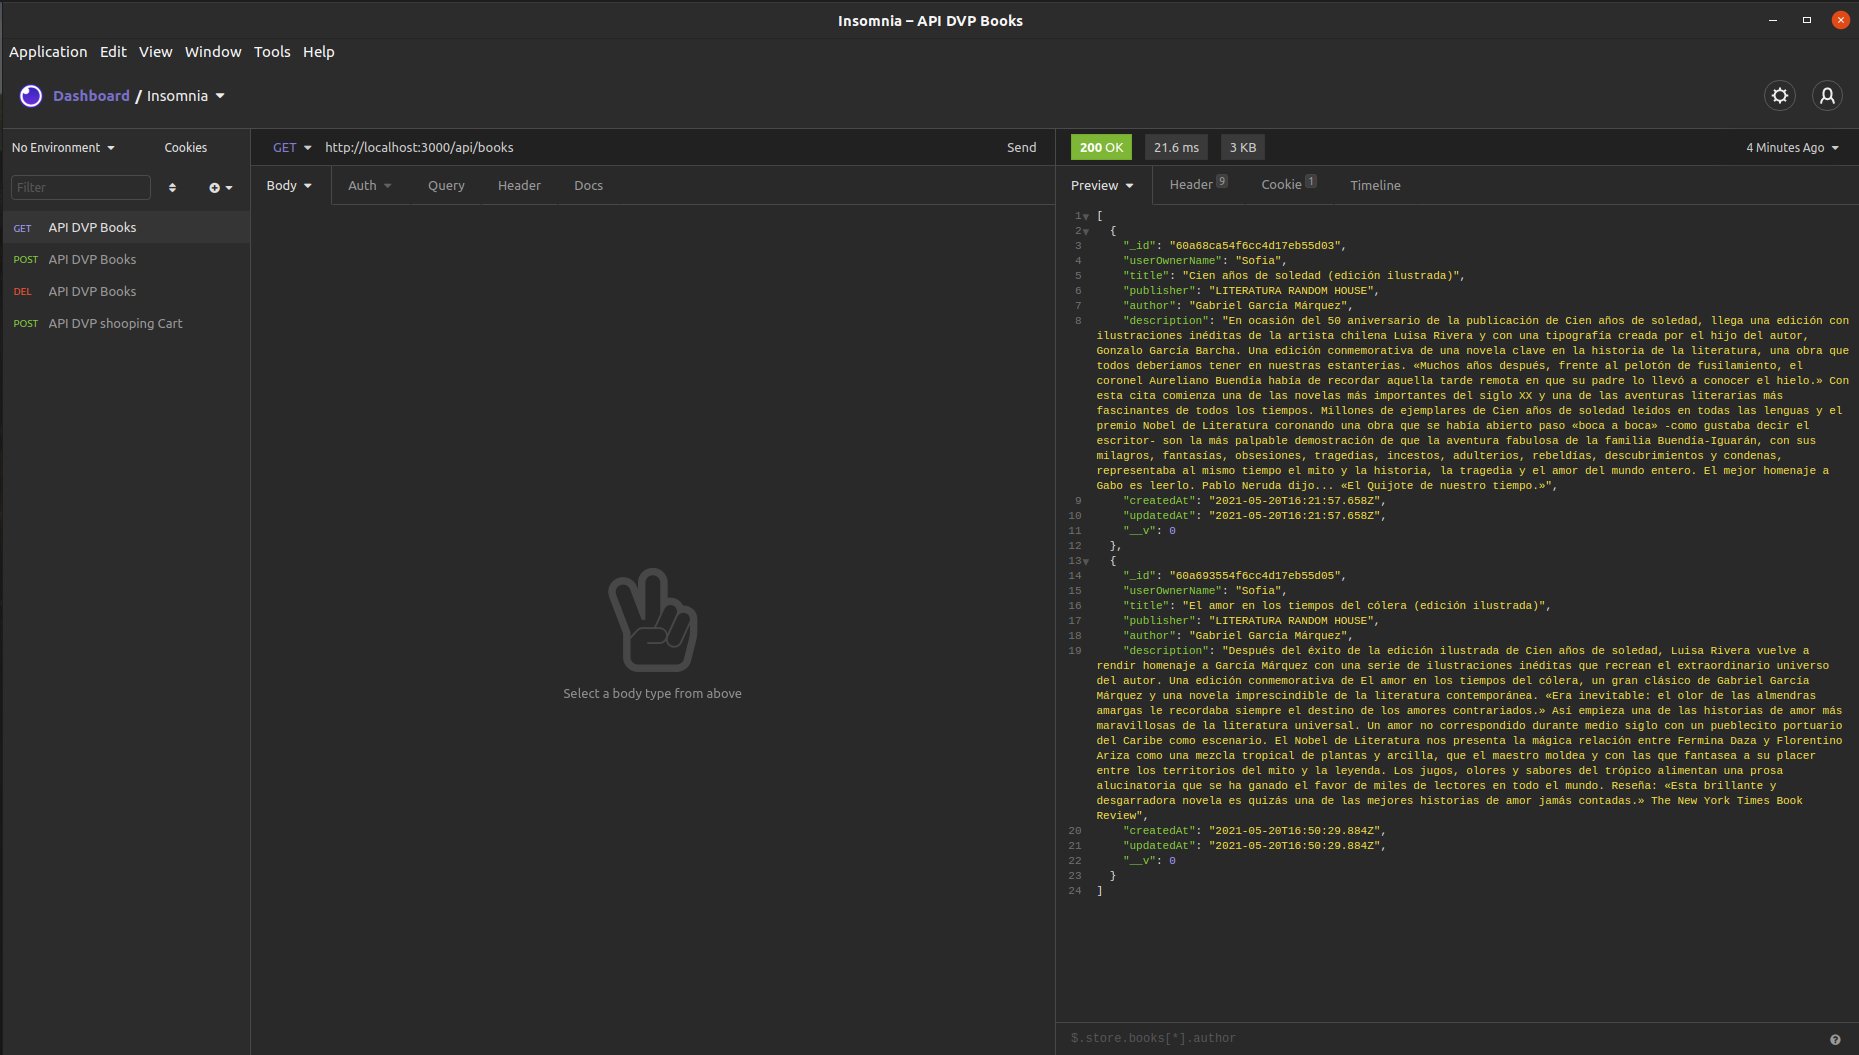 Insomnia – API DVP Books
Application Edit View Window Tools Help
Dashboard / Insomnia
No Environment Cookies
Filter
GET API DVP Books
POST API DVP Books
DEL API DVP Books
POST API DVP shooping Cart
GET http://localhost:3000/api/books Send
Body Auth Query Header Docs
Select a body type from above
200 OK 21.6 ms 3 KB 4 Minutes Ago
Preview Header 9 Cookie 1 Timeline
1 [
2 {
3 "_id": "60a68ca54f6cc4d17eb55d03",
4 "userOwnerName": "Sofia",
5 "title": "Cien años de soledad (edición ilustrada)",
6 "publisher": "LITERATURA RANDOM HOUSE",
7 "author": "Gabriel García Márquez",
8 "description": "En ocasión del 50 aniversario de la publicación de Cien años de soledad, llega una edición con
ilustraciones inéditas de la artista chilena Luisa Rivera y con una tipografía creada por el hijo del autor,
Gonzalo García Barcha. Una edición conmemorativa de una novela clave en la historia de la literatura, una obra que
todos deberíamos tener en nuestras estanterías. «Muchos años después, frente al pelotón de fusilamiento, el
coronel Aureliano Buendía había de recordar aquella tarde remota en que su padre lo llevó a conocer el hielo.» Con
esta cita comienza una de las novelas más importantes del siglo XX y una de las aventuras literarias más
fascinantes de todos los tiempos. Millones de ejemplares de Cien años de soledad leídos en todas las lenguas y el
premio Nobel de Literatura coronando una obra que se había abierto paso «boca a boca» -como gustaba decir el
escritor- son la más palpable demostración de que la aventura fabulosa de la familia Buendía-Iguarán, con sus
milagros, fantasías, obsesiones, tragedias, incestos, adulterios, rebeldías, descubrimientos y condenas,
representaba al mismo tiempo el mito y la historia, la tragedia y el amor del mundo entero. El mejor homenaje a
Gabo es leerlo. Pablo Neruda dijo... «El Quijote de nuestro tiempo.»",
9 "createdAt": "2021-05-20T16:21:57.658Z",
10 "updatedAt": "2021-05-20T16:21:57.658Z",
11 "__v": 0
12 },
13 {
14 "_id": "60a693554f6cc4d17eb55d05",
15 "userOwnerName": "Sofia",
16 "title": "El amor en los tiempos del cólera (edición ilustrada)",
17 "publisher": "LITERATURA RANDOM HOUSE",
18 "author": "Gabriel Garcia Márquez",
19 "description": "Después del éxito de la edición ilustrada de Cien años de soledad, Luisa Rivera vuelve a
rendir homenaje a García Márquez con una serie de ilustraciones inéditas que recrean el extraordinario universo
del autor. Una edición conmemorativa de El amor en los tiempos del cólera, un gran clásico de Gabriel García
Márquez y una novela imprescindible de la literatura contemporánea. «Era inevitable: el olor de las almendras
amargas le recordaba siempre el destino de los amores contrariados.» Así empieza una de las historias de amor más
maravillosas de la literatura universal. Un amor no correspondido durante medio siglo con un pueblecito portuario
del Caribe como escenario. El Nobel de Literatura nos presenta la mágica relación entre Fermina Daza y Florentino
Ariza como una mezcla tropical de plantas y arcilla, que el maestro moldea y con las que fantasea a su placer
entre los territorios del mito y la leyenda. Los jugos, olores y sabores del trópico alimentan una prosa
alucinatoria que se ha ganado el favor de miles de lectores en todo el mundo. Reseña: «Esta brillante y
desgarradora novela es quizás una de las mejores historias de amor jamás contadas.» The New York Times Book
Review",
20 "createdAt": "2021-05-20T16:50:29.884Z",
21 "updatedAt": "2021-05-20T16:50:29.884Z",
22 "__v": 0
23 }
24 ]
$.store.books[*].author